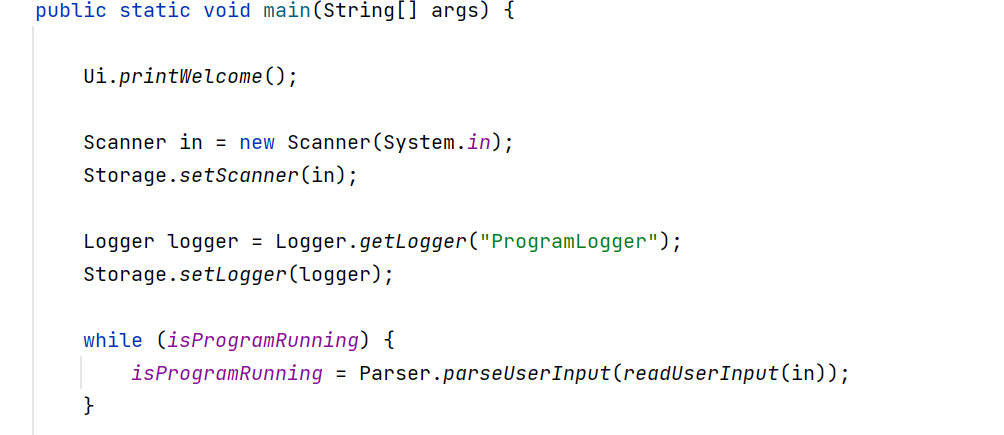 public static void main(String[] args) {
Ui.printWelcome();
Scanner in = new Scanner(System.in);
Storage.setScanner(in);
Logger logger = Logger.getLogger("ProgramLogger");
Storage.setLogger(logger);
while (isProgramRunning) {
isProgramRunning = Parser.parseUserInput(readUserInput(in));
}